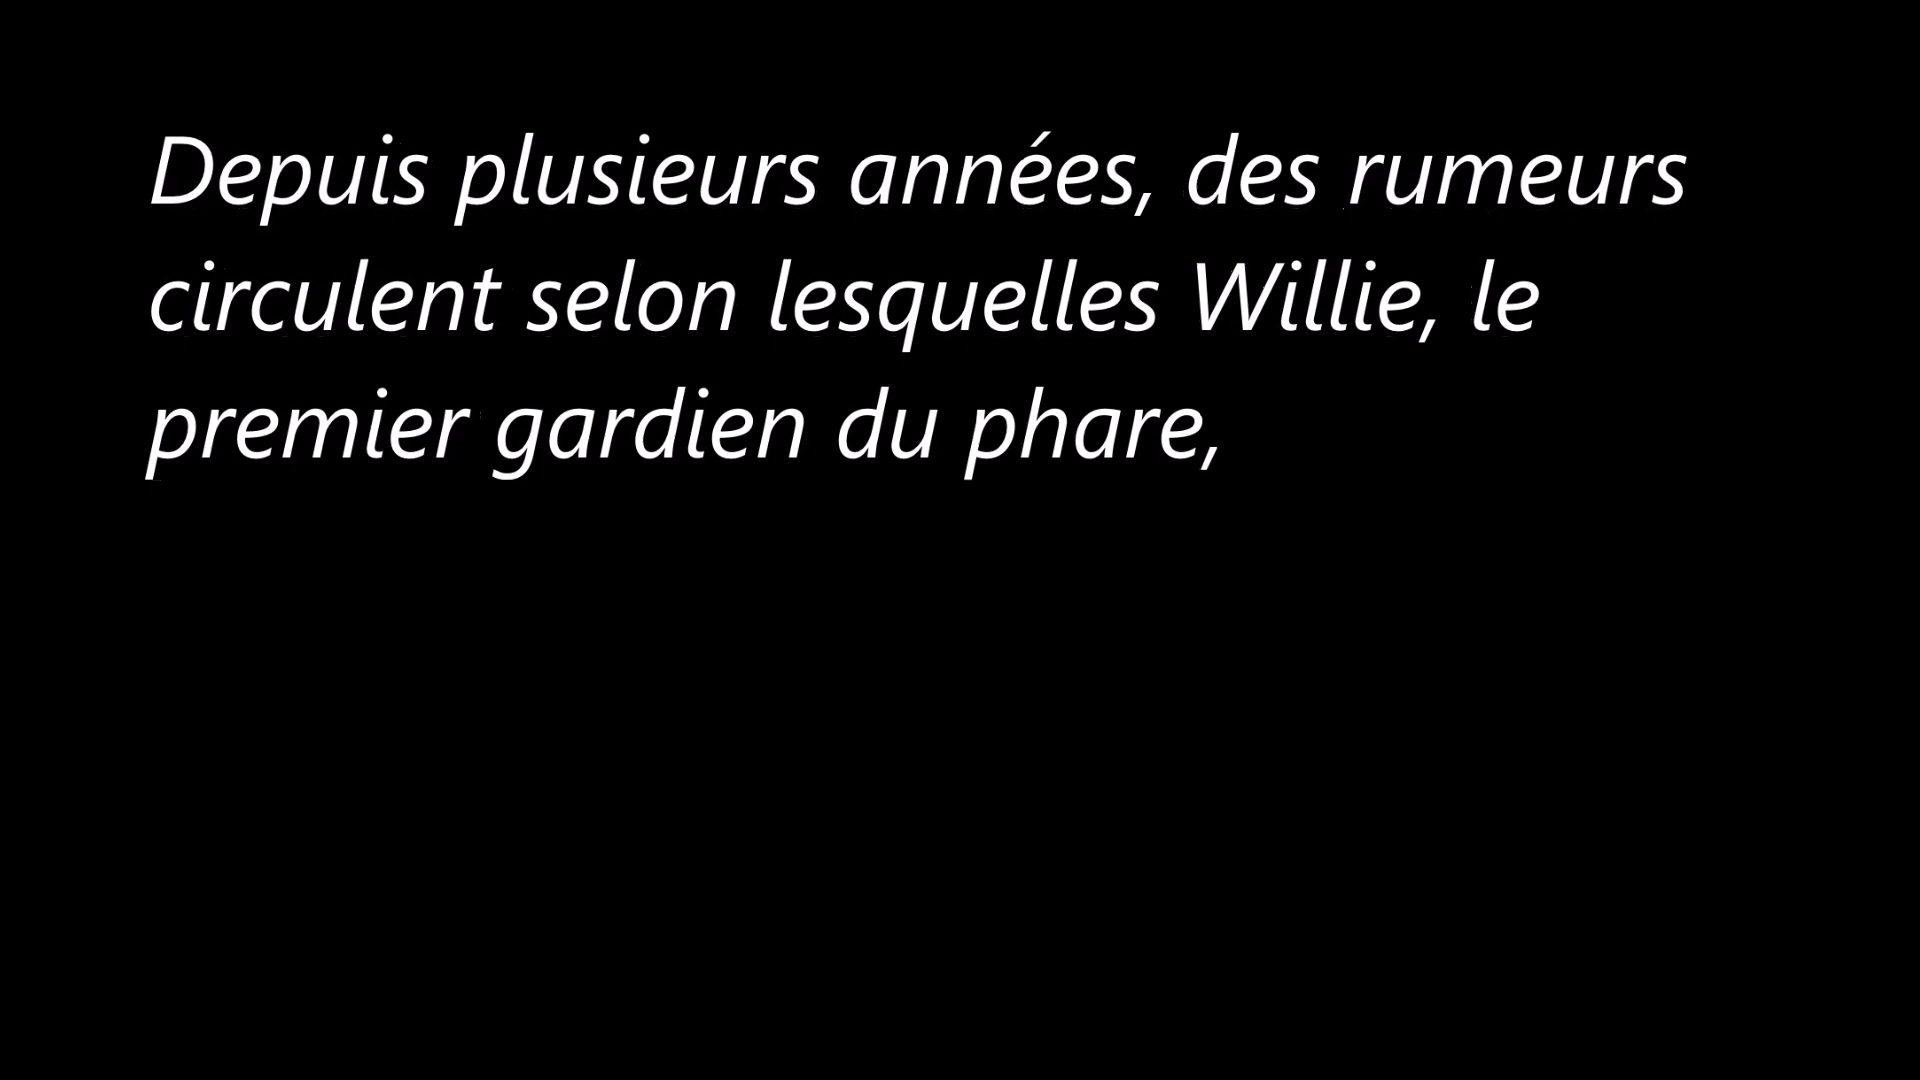 Depuis plusieurs années, des rumeurs
circulent selon lesquelles Willie, le
premier gardien du phare,